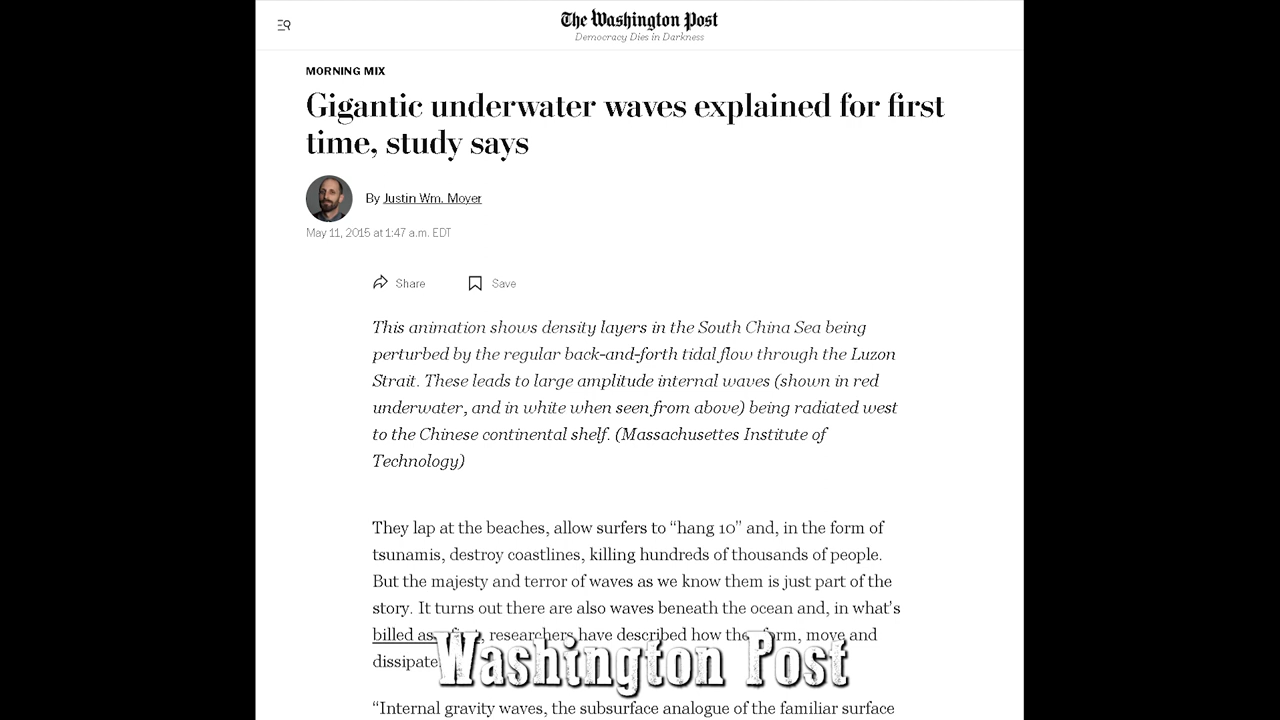 The Washington Post
Democracy Dies in Darkness
MORNING MIX
Gigantic underwater waves explained for first
time, study says
By Justin Wm. Moyer
May 11, 2015 at 1:47 a.m. EDT
Share Save
This animation shows density layers in the South China Sea being
perturbed by the regular back-and-forth tidal flow through the Luzon
Strait. These leads to large amplitude internal waves (shown in red
underwater, and in white when seen from above) being radiated west
to the Chinese continental shelf. (Massachusettes Institute of
Technology)
They lap at the beaches, allow surfers to “hang 10” and, in the form of
tsunamis, destroy coastlines, killing hundreds of thousands of people.
But the majesty and terror of waves as we know them is just part of the
story. It turns out there are also waves beneath the ocean and, in what’s
billed as researchers have described how move and
dissipate
Washington Post
“Internal gravity waves, the subsurface analogue of the familiar surface